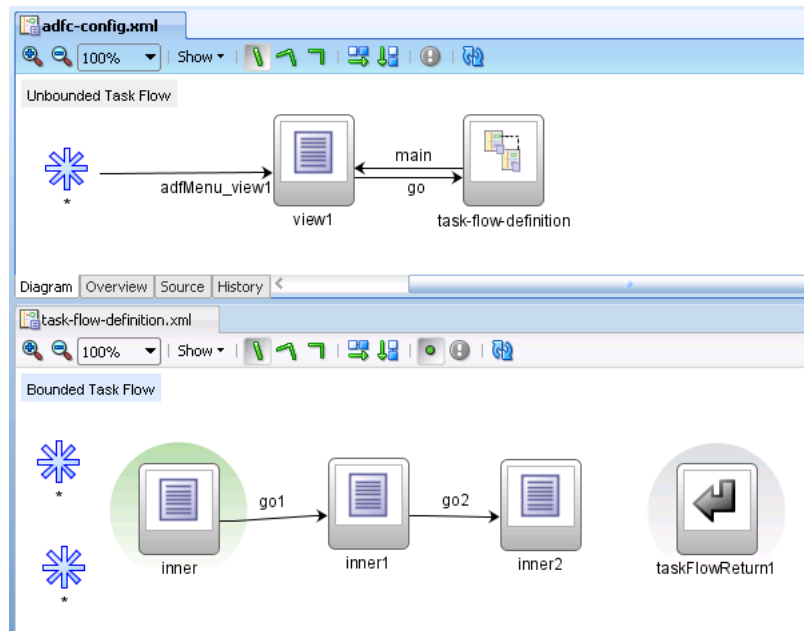 adfc-config.xml
100% Show
Unbounded Task Flow
*
adfMenu_view1
view1
main
go
task-flow-definition
Diagram Overview Source History
task-flow-definition.xml
100% Show
Bounded Task Flow
*
*
inner
go1
inner1
go2
inner2
taskFlowReturn1